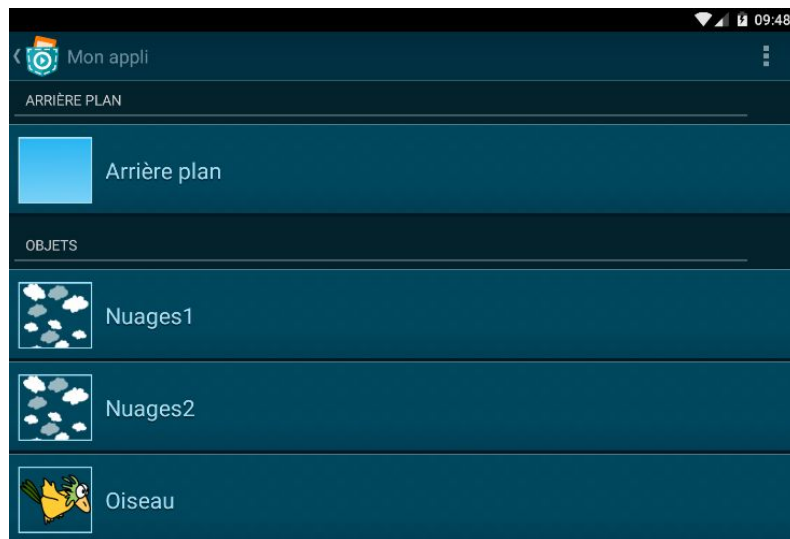 09:48
Mon appli
ARRIÈRE PLAN
Arrière plan
OBJETS
Nuages1
Nuages2
Oiseau